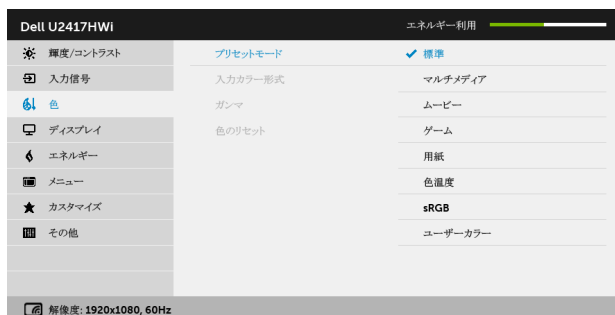 Dell U2417HWi
エネルギー利用
輝度/コントラスト
プリセットモード
標準
入力信号
入力カラー形式
マルチメディア
色
ガンマ
ムービー
ディスプレイ
色のリセット
ゲーム
エネルギー
用紙
メニュー
色温度
カスタマイズ
sRGB
その他
ユーザーカラー
解像度: 1920x1080, 60Hz